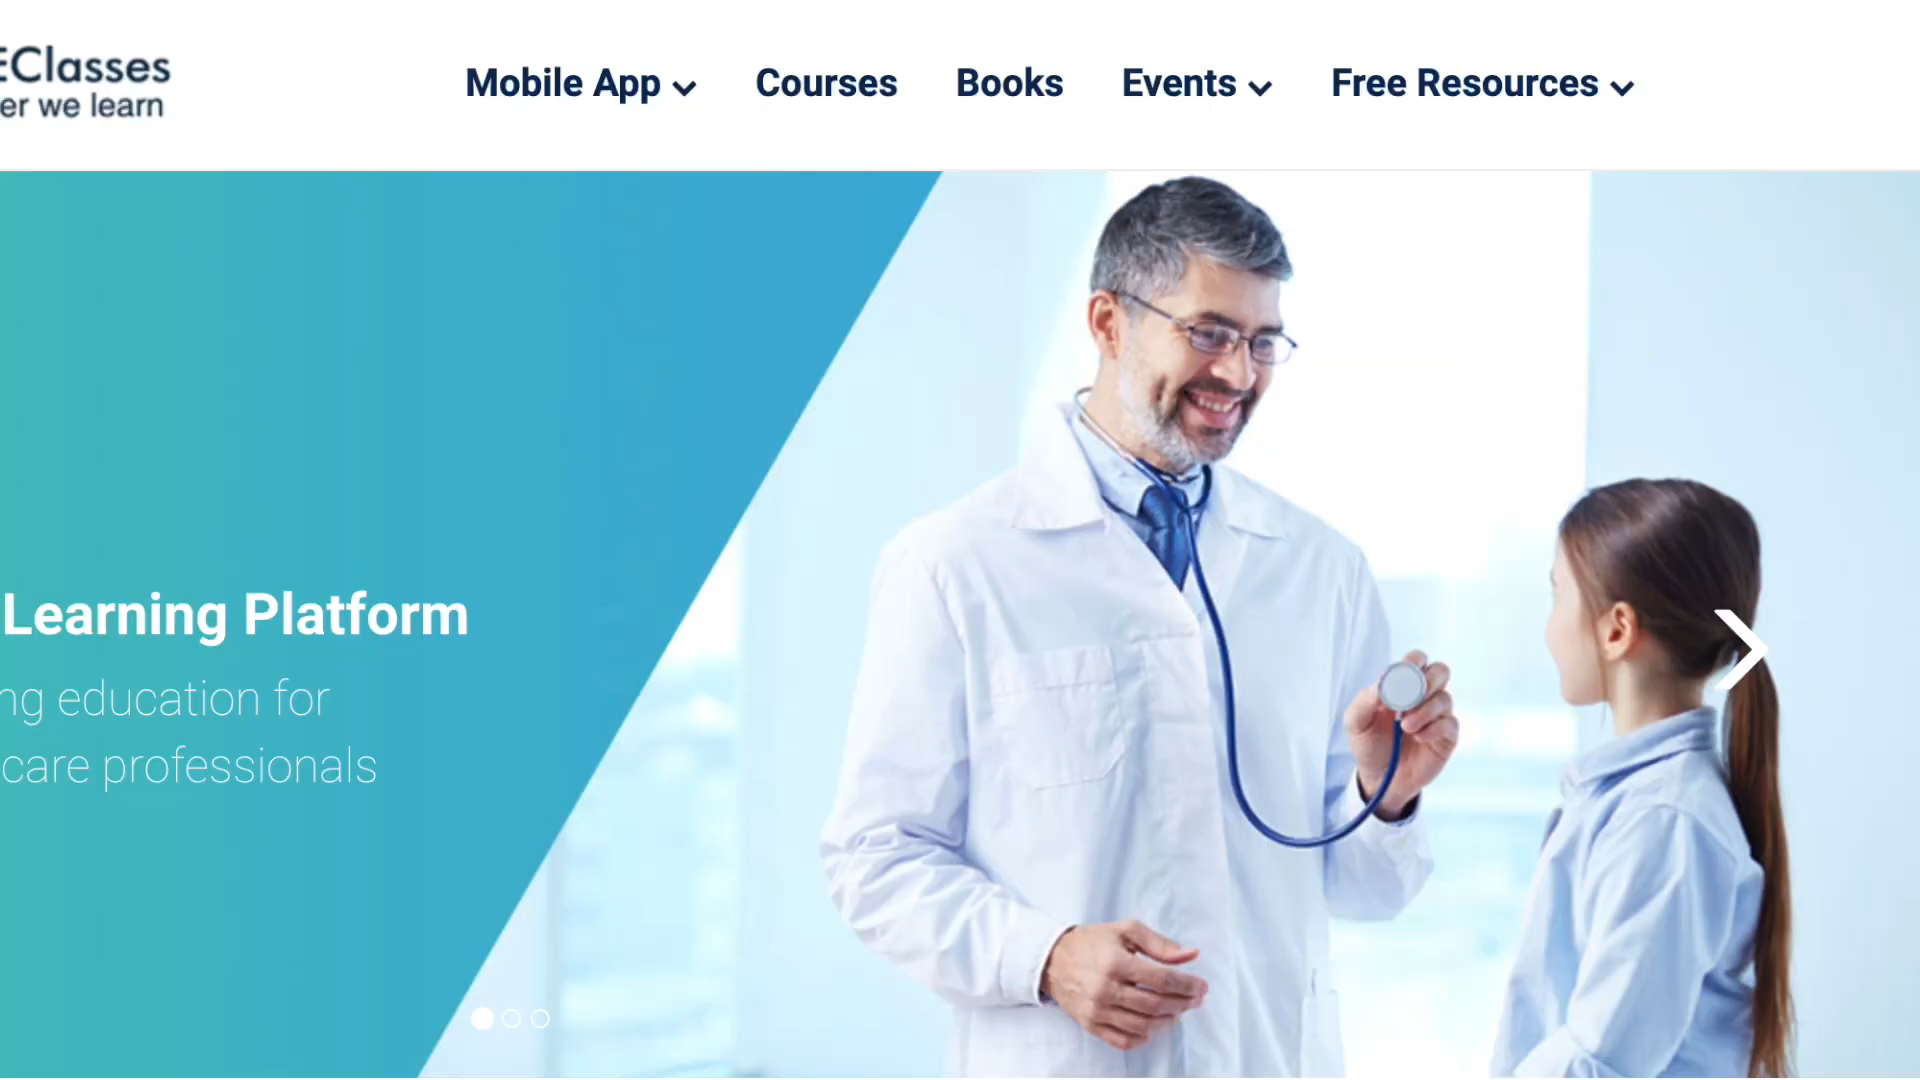 EClasses
er we learn
Mobile App
Courses
Books
Events
Free Resources
Learning Platform
ng education for
care professionals